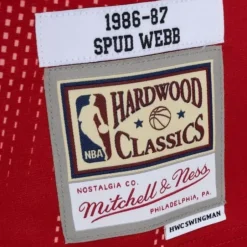 1986-87
SPUD WEBB
HARDWOOD
NBA
CLASSICS
NOSTALGIA CO.
Mitchell & Ness
PHILADELPHIA, PA.
HWC SWINGMAN